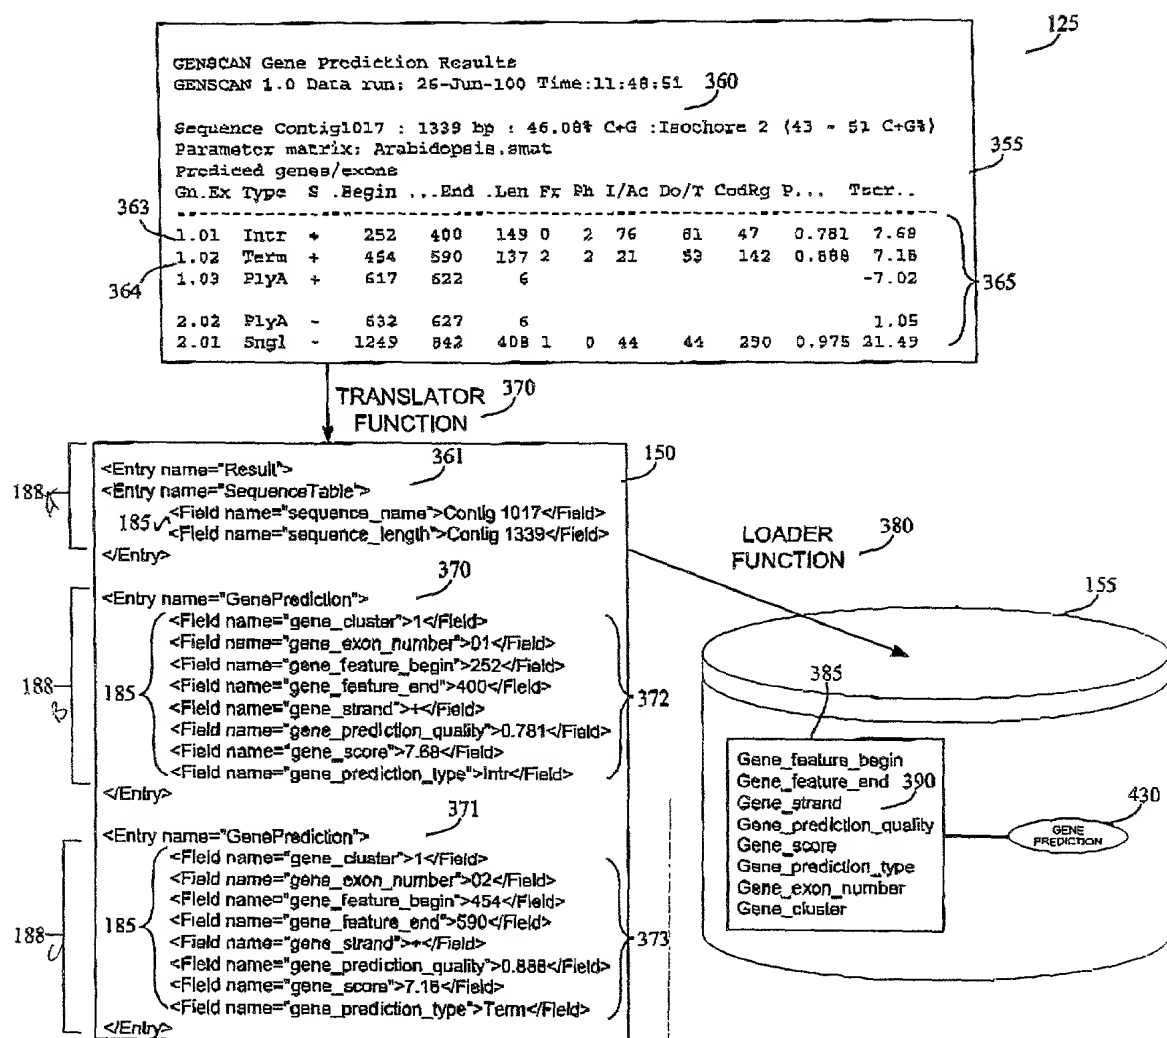 125
GENSCAN Gene Prediction Results
GENSCAN 1.0 Data run: 26-Jun-100 Time:11:48:51 360
Sequence Contig1017 : 1339 bp : 46.08% C+G :Isochore 2 (43 - 51 C+G%)
Parameter matrix: Arabidopsis.smat
355
Prediced genes/exons
Gn.Ex Type S .Begin ...End .Len Fr Ph I/Ac Do/T CodRg P... Tscr..
363
1.01 Intr + 252 400 149 0 2 76 81 47 0.781 7.68
1.02 Term + 454 590 137 2 2 21 53 142 0.888 7.18
364
1.03 PlyA + 617 622 6 -7.02
365
2.02 PlyA - 632 627 6 1.05
2.01 Sngl - 1249 842 408 1 0 44 44 290 0.975 21.49
TRANSLATOR FUNCTION 370
361
150
188 A
<Entry name="Result">
<Entry name="SequenceTable">
185
<Field name="sequence_name">Contig 1017</Field>
<Field name="sequence_length">Contig 1339</Field>
</Entry>
LOADER FUNCTION 380
370
188 B
<Entry name="GenePrediction">
<Field name="gene_cluster">1</Field>
<Field name="gene_exon_number">01</Field>
<Field name="gene_feature_begin">252</Field>
185
<Field name="gene_feature_end">400</Field>
372
<Field name="gene_strand">+</Field>
<Field name="gene_prediction_quality">0.781</Field>
<Field name="gene_score">7.68</Field>
<Field name="gene_prediction_type">Intr</Field>
</Entry>
371
188 C
<Entry name="GenePrediction">
<Field name="gene_cluster">1</Field>
<Field name="gene_exon_number">02</Field>
<Field name="gene_feature_begin">454</Field>
185
<Field name="gene_feature_end">590</Field>
373
<Field name="gene_strand">+</Field>
<Field name="gene_prediction_quality">0.888</Field>
<Field name="gene_score">7.18</Field>
<Field name="gene_prediction_type">Term</Field>
</Entry>
155
385
Gene_feature_begin
Gene_feature_end
390
Gene_strand
Gene_prediction_quality
Gene_score
Gene_prediction_type
Gene_exon_number
Gene_cluster
430
GENE
PREDICTION